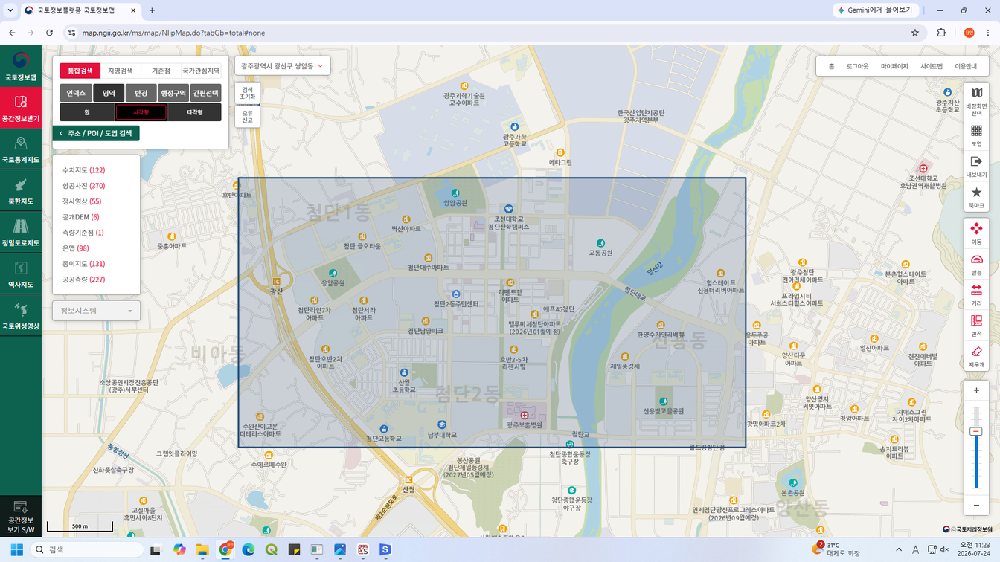 국토정보플랫폼 국토정보맵
Gemini에게 물어보기
map.ngii.go.kr/ms/map/NlipMap.do?tabGb=total#none
국토정보맵
공간정보받기
국토통계지도
북한지도
정밀도로지도
역사지도
국토위성영상
공간정보
보기 S/W
통합검색
지명검색
기준점
국가관심지역
인덱스
영역
반경
행정구역
간편선택
원
사각형
다각형
주소 / POI / 도엽 검색
수치지도 (122)
항공사진 (370)
정사영상 (55)
공개DEM (6)
측량기준점 (1)
온맵 (98)
종이지도 (131)
공공측량 (227)
정보시스템
광주광역시 광산구 쌍암동
검색
초기화
오류
신고
홈
로그아웃
마이페이지
사이트맵
이용안내
바탕화면
선택
도엽
내보내기
북마크
이동
반경
거리
면적
지우개
광주과학기술원
교수아파트
한국산업단지공단
광주지역본부
광주지산
초등학교
광주과학
고등학교
메타그린
조선대학교
호남권역재활병원
호반아파트
쌍암공원
첨단1동
조선대학교
첨단산학캠퍼스
벽산아파트
중흥아파트
첨단 금호타운
교통공원
첨단대주아파트
영산강
응암공원
광산
힐스테이트
신용더리버아파트
광주첨단
진아리채아파트
본촌힐스테이트
아파트
라펜트힐
아파트
첨단대교
첨단2동주민센터
프라임시티
서희스타힐스아파트
첨단라인7차
아파트
첨단서라
아파트
에프45첨단
벨루미체첨단아파트
(2026년01월예정)
첨단남양파크
한양수자인리버뷰
신용동
용두주공
아파트
일신아파트
비아동
첨단호반2차
아파트
호반3-5차
리젠시빌
제일풍경채
양산타운
아파트
현진에버빌
아파트
산월
초등학교
소상공인시장진흥공단
(광주)서부센터
첨단2동
양산명지
써밋아파트
신용빛고을공원
지에스그린
자이2차아파트
광주보훈병원
청암아파트
광명아파트2차
수완산이고운
더테라스아파트
첨단고등학교
남부대학교
첨단교
월드컵첨단점
송지트리뷰
아파트
풍영정천
그랩잇클라이밍
수에르떼수완
첨단종합운동장
축구장
신화풋살축구장
봉산공원
첨단제일풍경채
(2027년05월예정)
산월
본촌공원
첨단종합운동장
야구장
제2순환도로
고실마을
휴먼시아8단지
연제첨단광신프로그레스아파트
(2026년09월예정)
양산동
500 m
국토지리정보원
검색
2
31°C
대체로 화창
A
오전 11:23
2026-07-24